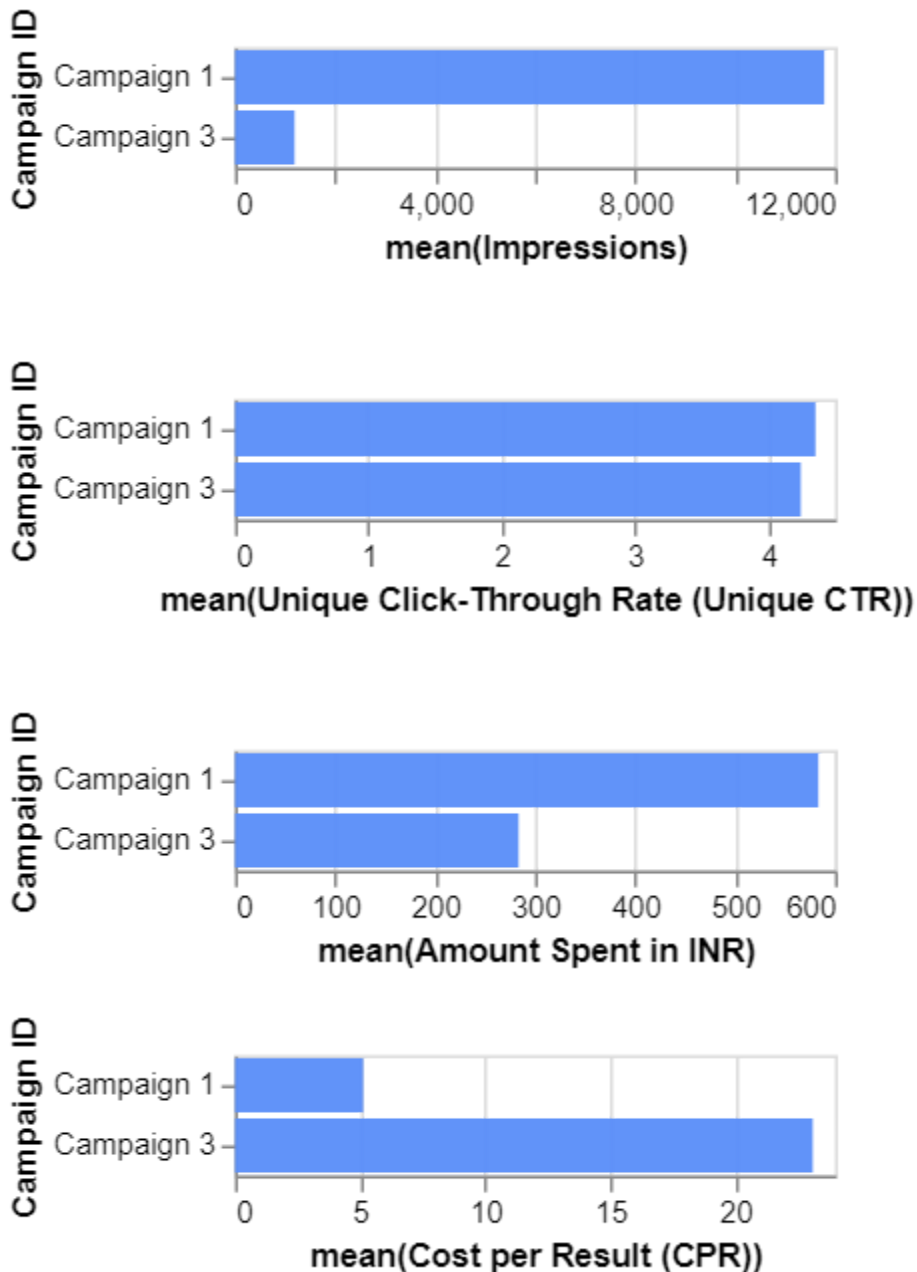 Campaign ID
Campaign 1
Campaign 3
0 4,000 8,000 12,000
mean(Impressions)
Campaign ID
Campaign 1
Campaign 3
0 1 2 3 4
mean(Unique Click-Through Rate (Unique CTR))
Campaign ID
Campaign 1
Campaign 3
0 100 200 300 400 500 600
mean(Amount Spent in INR)
Campaign ID
Campaign 1
Campaign 3
0 5 10 15 20
mean(Cost per Result (CPR))